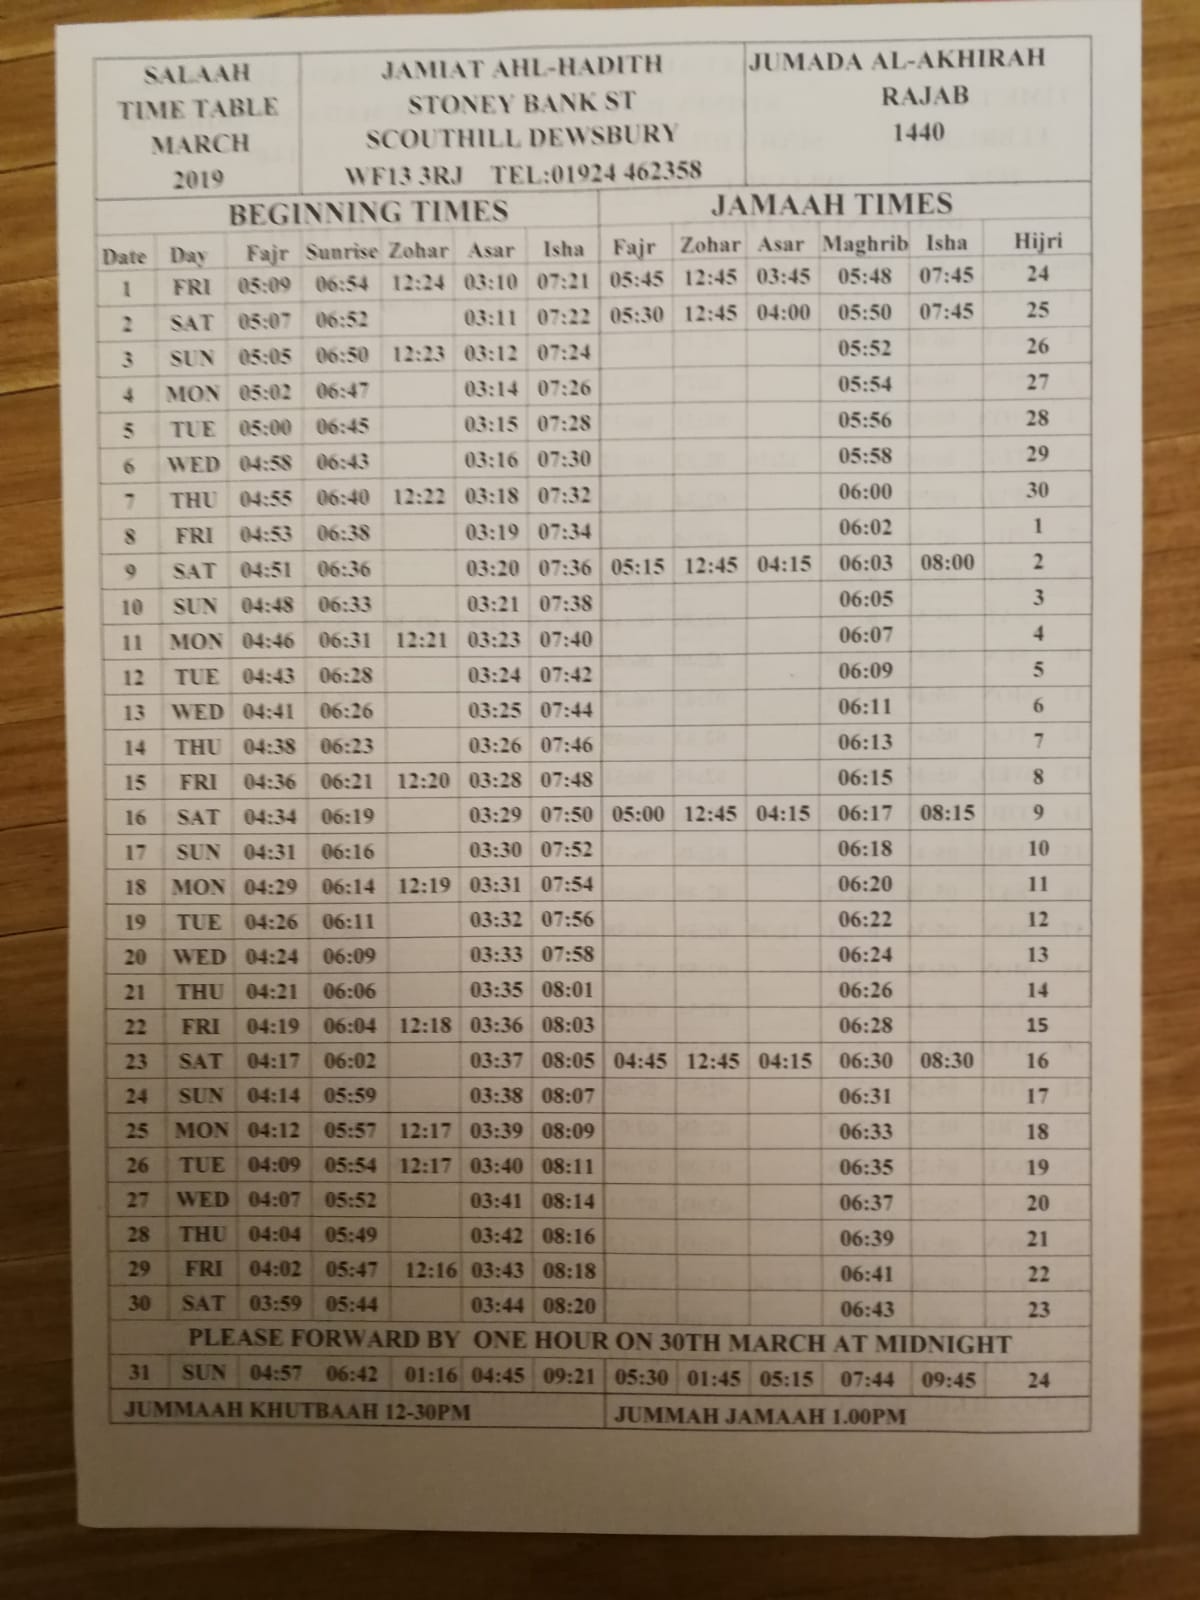 SALAAH
TIME TABLE
MARCH
2019
JAMIAT AHL-HADITH
STONEY BANK ST
SCOUTHILL DEWSBURY
WF13 3RJ TEL:01924 462358
JUMADA AL-AKHIRAH
RAJAB
1440
BEGINNING TIMES JAMAAH TIMES
Date Day Fajr Sunrise Zohar Asar Isha Fajr Zohar Asar Maghrib Isha Hijri
1 FRI 05:09 06:54 12:24 03:10 07:21 05:45 12:45 03:45 05:48 07:45 24
2 SAT 05:07 06:52 03:11 07:22 05:30 12:45 04:00 05:50 07:45 25
3 SUN 05:05 06:50 12:23 03:12 07:24 05:52 26
4 MON 05:02 06:47 03:14 07:26 05:54 27
5 TUE 05:00 06:45 03:15 07:28 05:56 28
6 WED 04:58 06:43 03:16 07:30 05:58 29
7 THU 04:55 06:40 12:22 03:18 07:32 06:00 30
8 FRI 04:53 06:38 03:19 07:34 06:02 1
9 SAT 04:51 06:36 03:20 07:36 05:15 12:45 04:15 06:03 08:00 2
10 SUN 04:48 06:33 03:21 07:38 06:05 3
11 MON 04:46 06:31 12:21 03:23 07:40 06:07 4
12 TUE 04:43 06:28 03:24 07:42 06:09 5
13 WED 04:41 06:26 03:25 07:44 06:11 6
14 THU 04:38 06:23 03:26 07:46 06:13 7
15 FRI 04:36 06:21 12:20 03:28 07:48 06:15 8
16 SAT 04:34 06:19 03:29 07:50 05:00 12:45 04:15 06:17 08:15 9
17 SUN 04:31 06:16 03:30 07:52 06:18 10
18 MON 04:29 06:14 12:19 03:31 07:54 06:20 11
19 TUE 04:26 06:11 03:32 07:56 06:22 12
20 WED 04:24 06:09 03:33 07:58 06:24 13
21 THU 04:21 06:06 03:35 08:01 06:26 14
22 FRI 04:19 06:04 12:18 03:36 08:03 06:28 15
23 SAT 04:17 06:02 03:37 08:05 04:45 12:45 04:15 06:30 08:30 16
24 SUN 04:14 05:59 03:38 08:07 06:31 17
25 MON 04:12 05:57 12:17 03:39 08:09 06:33 18
26 TUE 04:09 05:54 12:17 03:40 08:11 06:35 19
27 WED 04:07 05:52 03:41 08:14 06:37 20
28 THU 04:04 05:49 03:42 08:16 06:39 21
29 FRI 04:02 05:47 12:16 03:43 08:18 06:41 22
30 SAT 03:59 05:44 03:44 08:20 06:43 23
PLEASE FORWARD BY ONE HOUR ON 30TH MARCH AT MIDNIGHT
31 SUN 04:57 06:42 01:16 04:45 09:21 05:30 01:45 05:15 07:44 09:45 24
JUMMAAH KHUTBAAH 12-30PM JUMMAH JAMAAH 1.00PM